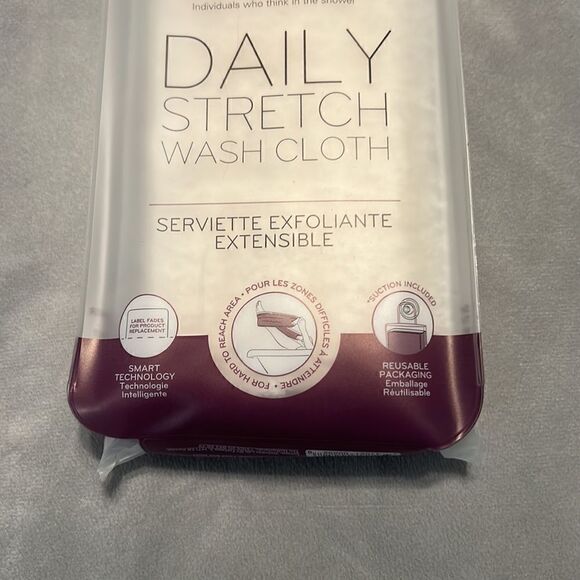 Individuals who think in the shower
DAILY
STRETCH
WASH CLOTH
SERVIETTE EXFOLIANTE
EXTENSIBLE
LABEL FADES
FOR PRODUCT
REPLACEMENT
SMART
TECHNOLOGY
Technologie
Intelligente
• POUR LES ZONES DIFFICILES À ATTEINDRE
• FOR HARD TO REACH AREA
*SUCTION INCLUDED
REUSABLE
PACKAGING
Emballage
Réutilisable